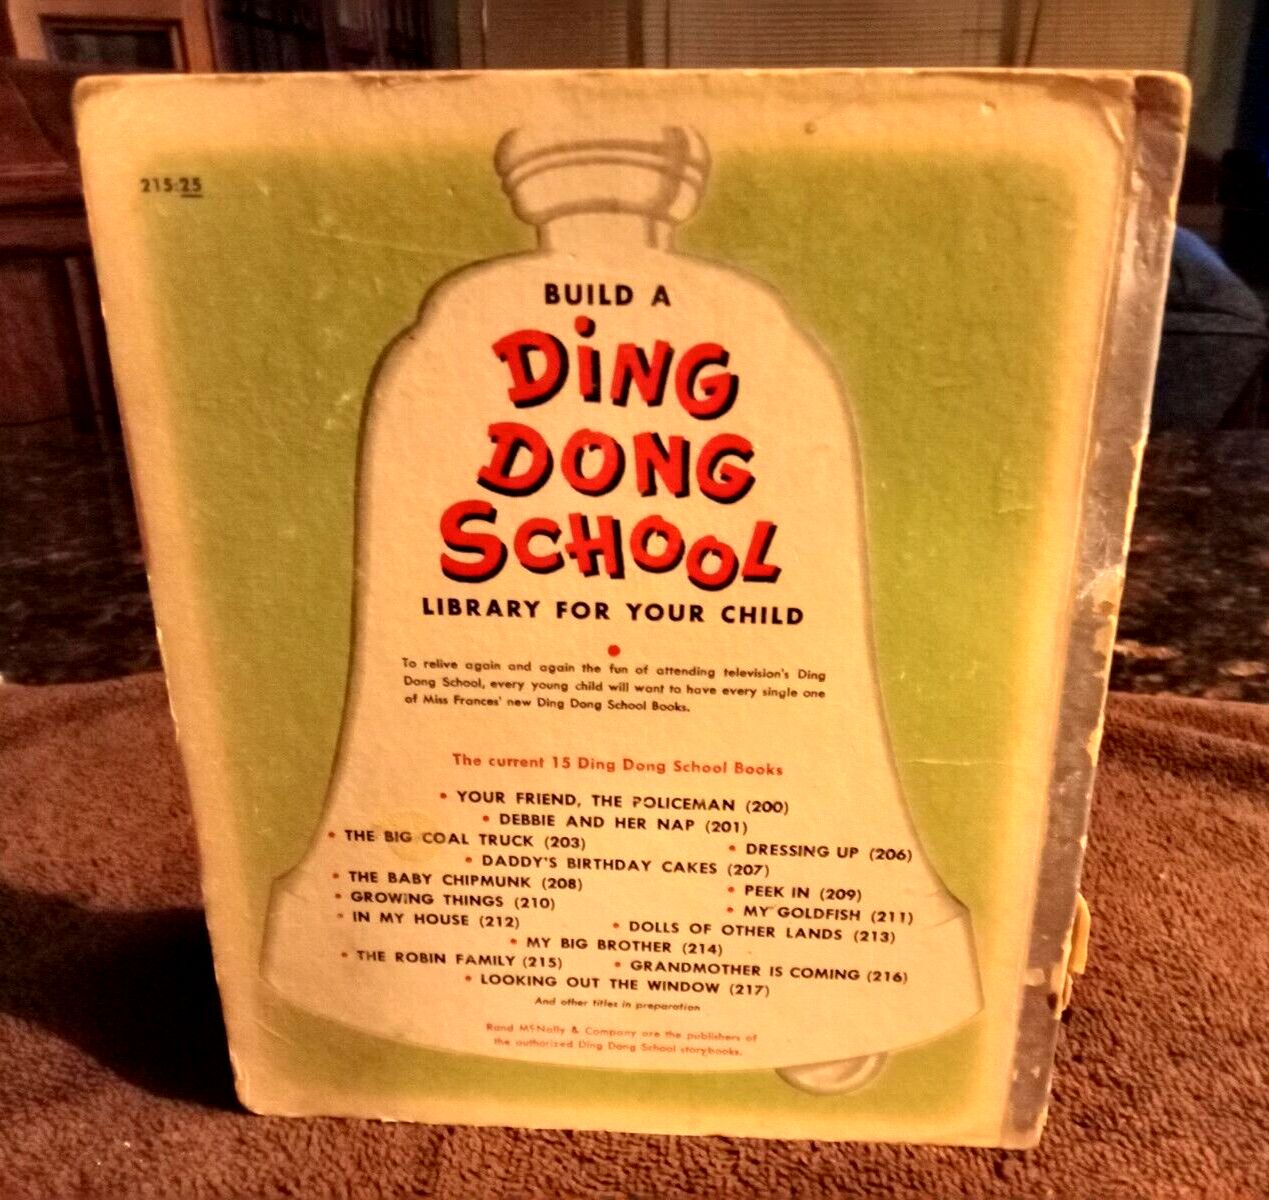 215:25
BUILD A
DiNG
DONG
SCHOOL
LIBRARY FOR YOUR CHILD
To relive again and again the fun of attending television's Ding
Dong School, every young child will want to have every single one
of Miss Frances' new Ding Dong School Books.
The current 15 Ding Dong School Books
• YOUR FRIEND, THE POLICEMAN (200)
• DEBBIE AND HER NAP (201)
• THE BIG COAL TRUCK (203) • DRESSING UP (206)
• DADDY'S BIRTHDAY CAKES (207)
• THE BABY CHIPMUNK (208) • PEEK IN (209)
• GROWING THINGS (210) • MY GOLDFISH (211)
• IN MY HOUSE (212) • DOLLS OF OTHER LANDS (213)
• MY BIG BROTHER (214)
• THE ROBIN FAMILY (215) • GRANDMOTHER IS COMING (216)
• LOOKING OUT THE WINDOW (217)
And other titles in preparation
Rand McNally & Company are the publishers of
the authorized Ding Dong School storybooks.